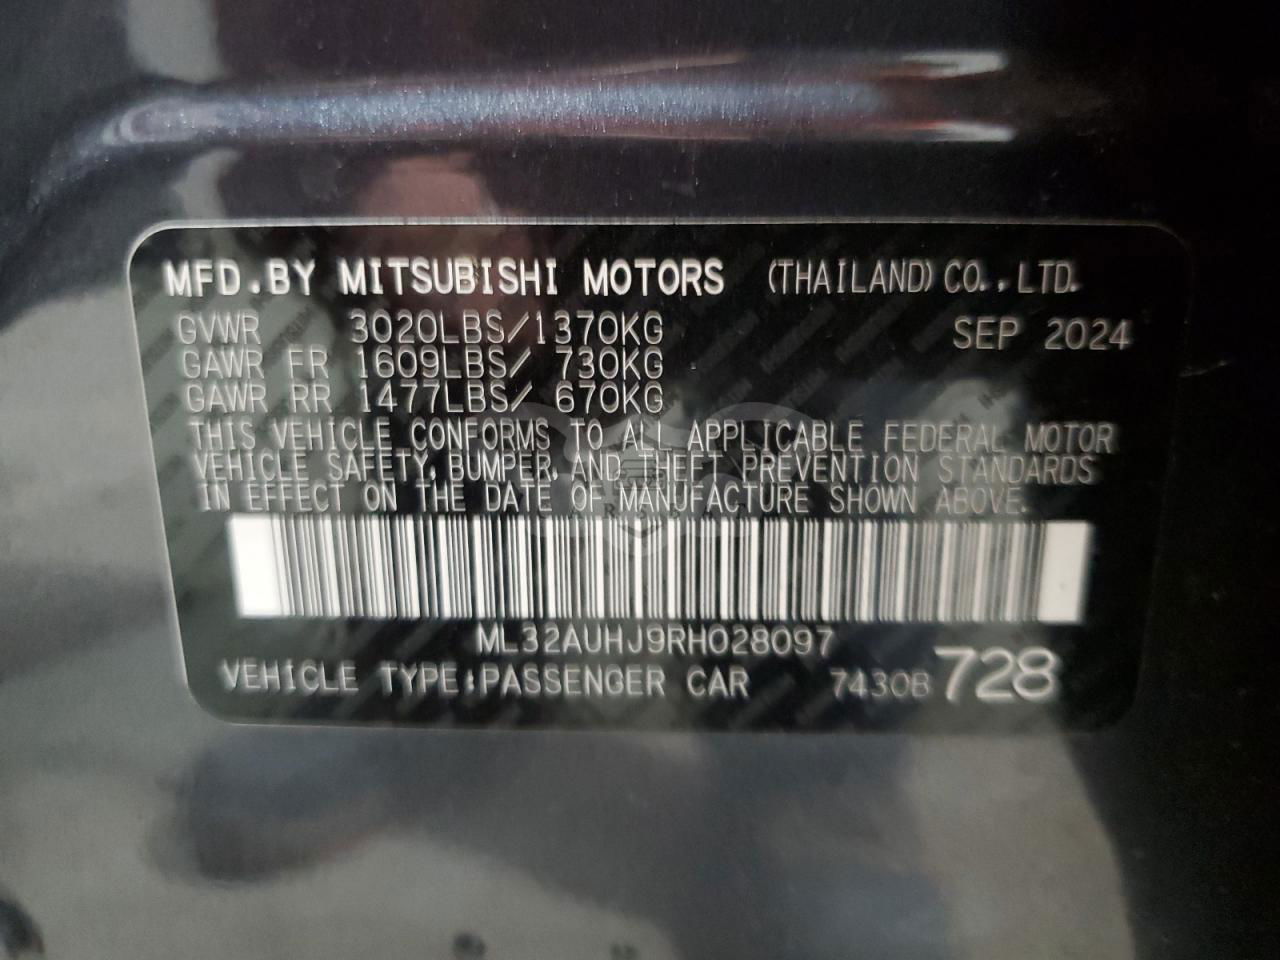 MFD.BY MITSUBISHI MOTORS (THAILAND) CO.,LTD.
GVWR 3020LBS/1370KG SEP 2024
GAWR FR 1609LBS/ 730KG
GAWR RR 1477LBS/ 670KG
THIS VEHICLE CONFORMS TO ALL APPLICABLE FEDERAL MOTOR
VEHICLE SAFETY, BUMPER, AND THEFT PREVENTION STANDARDS
IN EFFECT ON THE DATE OF MANUFACTURE SHOWN ABOVE.
ML32AUHJ9RH028097
VEHICLE TYPE:PASSENGER CAR 7430B 728